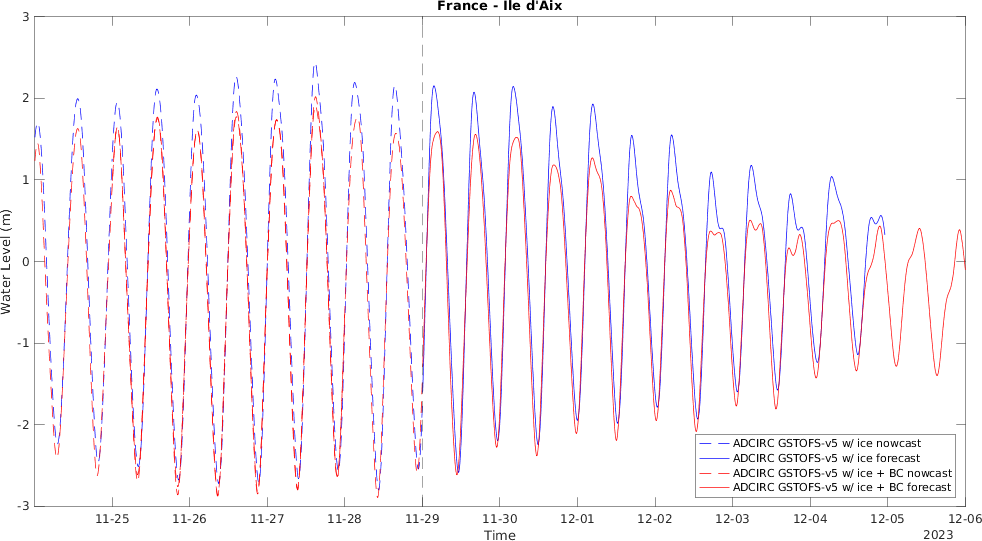 France - Ile d'Aix
3
2
1
0
-1
-2
-3
Water Level (m)
ADCIRC GSTOFS-v5 w/ ice nowcast
ADCIRC GSTOFS-v5 w/ ice forecast
ADCIRC GSTOFS-v5 w/ ice + BC nowcast
ADCIRC GSTOFS-v5 w/ ice + BC forecast
11-25 11-26 11-27 11-28 11-29 11-30 12-01 12-02 12-03 12-04 12-05 12-06
Time
2023